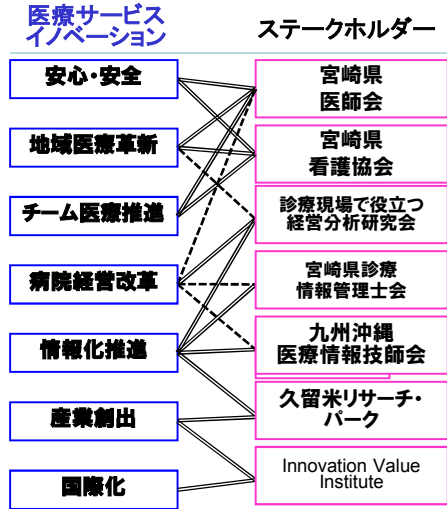 医療サービス
イノベーション
ステークホルダー
安心・安全
地域医療革新
チーム医療推進
病院経営改革
情報化推進
産業創出
国際化
宮崎県
医師会
宮崎県
看護協会
診療現場で役立つ
経営分析研究会
宮崎県診療
情報管理士会
九州沖縄
医療情報技師会
久留米リサーチ・
パーク
Innovation Value
Institute